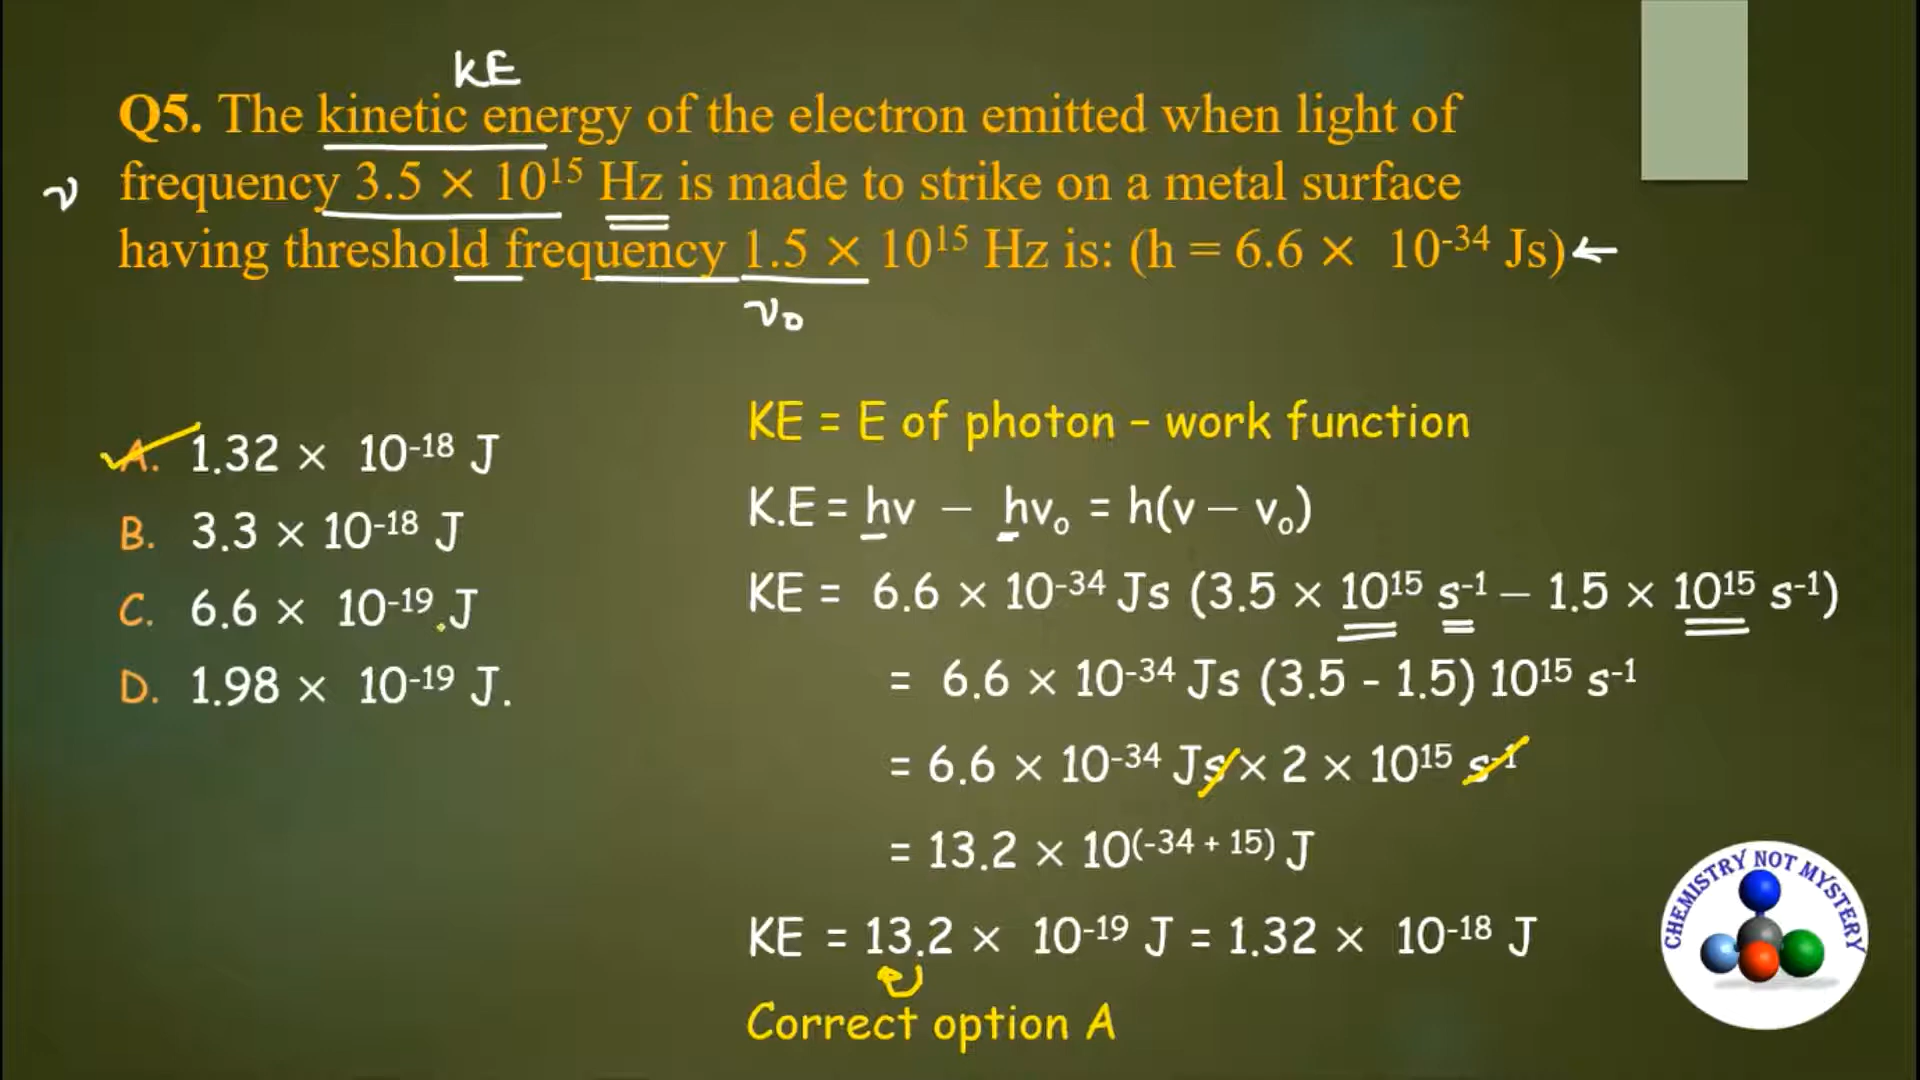 KE
Q5. The kinetic energy of the electron emitted when light of
ν frequency 3.5 × 10¹⁵ Hz is made to strike on a metal surface
having threshold frequency 1.5 × 10¹⁵ Hz is: (h = 6.6 × 10⁻³⁴ Js) ←
ν₀
A. 1.32 × 10⁻¹⁸ J
B. 3.3 × 10⁻¹⁸ J
C. 6.6 × 10⁻¹⁹ J
D. 1.98 × 10⁻¹⁹ J.
KE = E of photon – work function
K.E = hv – hv₀ = h(v – v₀)
KE = 6.6 × 10⁻³⁴ Js (3.5 × 10¹⁵ s⁻¹ – 1.5 × 10¹⁵ s⁻¹)
= 6.6 × 10⁻³⁴ Js (3.5 - 1.5) 10¹⁵ s⁻¹
= 6.6 × 10⁻³⁴ Js × 2 × 10¹⁵ s⁻¹
= 13.2 × 10⁽⁻³⁴ ⁺ ¹⁵⁾ J
KE = 13.2 × 10⁻¹⁹ J = 1.32 × 10⁻¹⁸ J
Correct option A
CHEMISTRY NOT MYSTERY